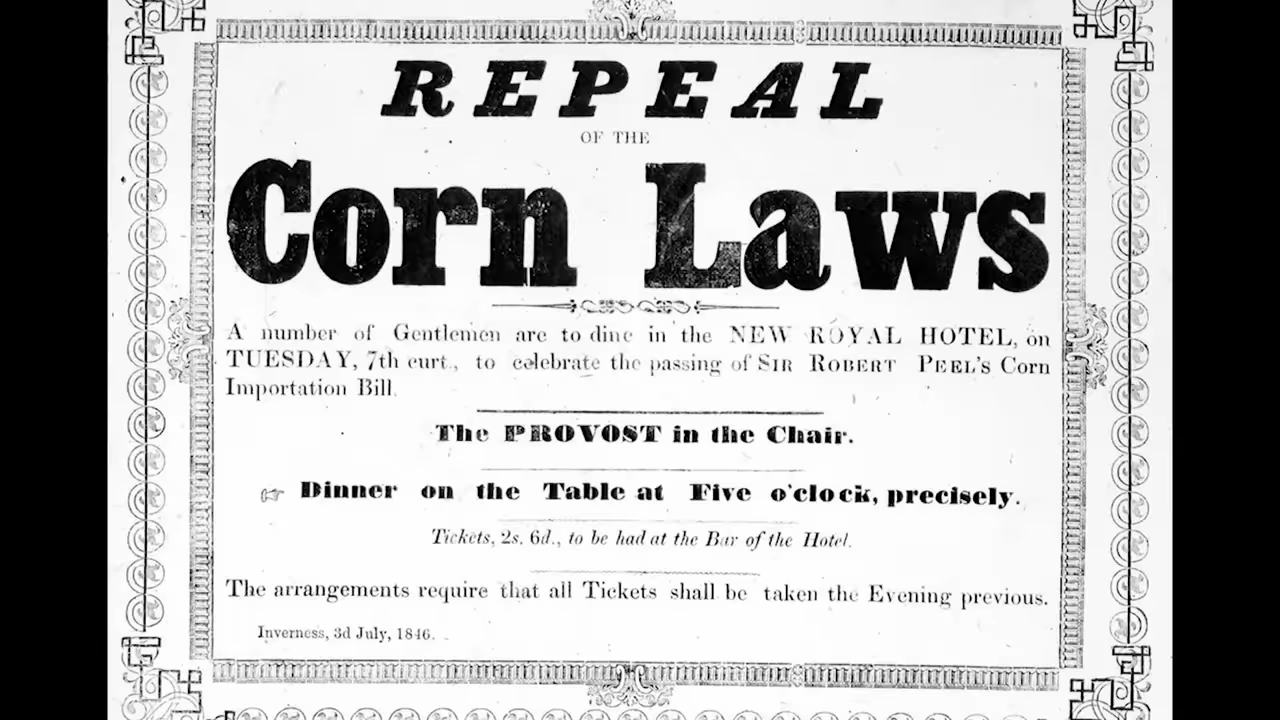 REPEAL
OF THE
Corn Laws
A number of Gentlemen are to dine in the NEW ROYAL HOTEL, on
TUESDAY, 7th curt., to celebrate the passing of SIR ROBERT PEEL'S Corn
Importation Bill.
The PROVOST in the Chair.
☞ Dinner on the Table at Five o'clock, precisely.
Tickets, 2s. 6d., to be had at the Bar of the Hotel.
The arrangements require that all Tickets shall be taken the Evening previous.
Inverness, 3d July, 1846.